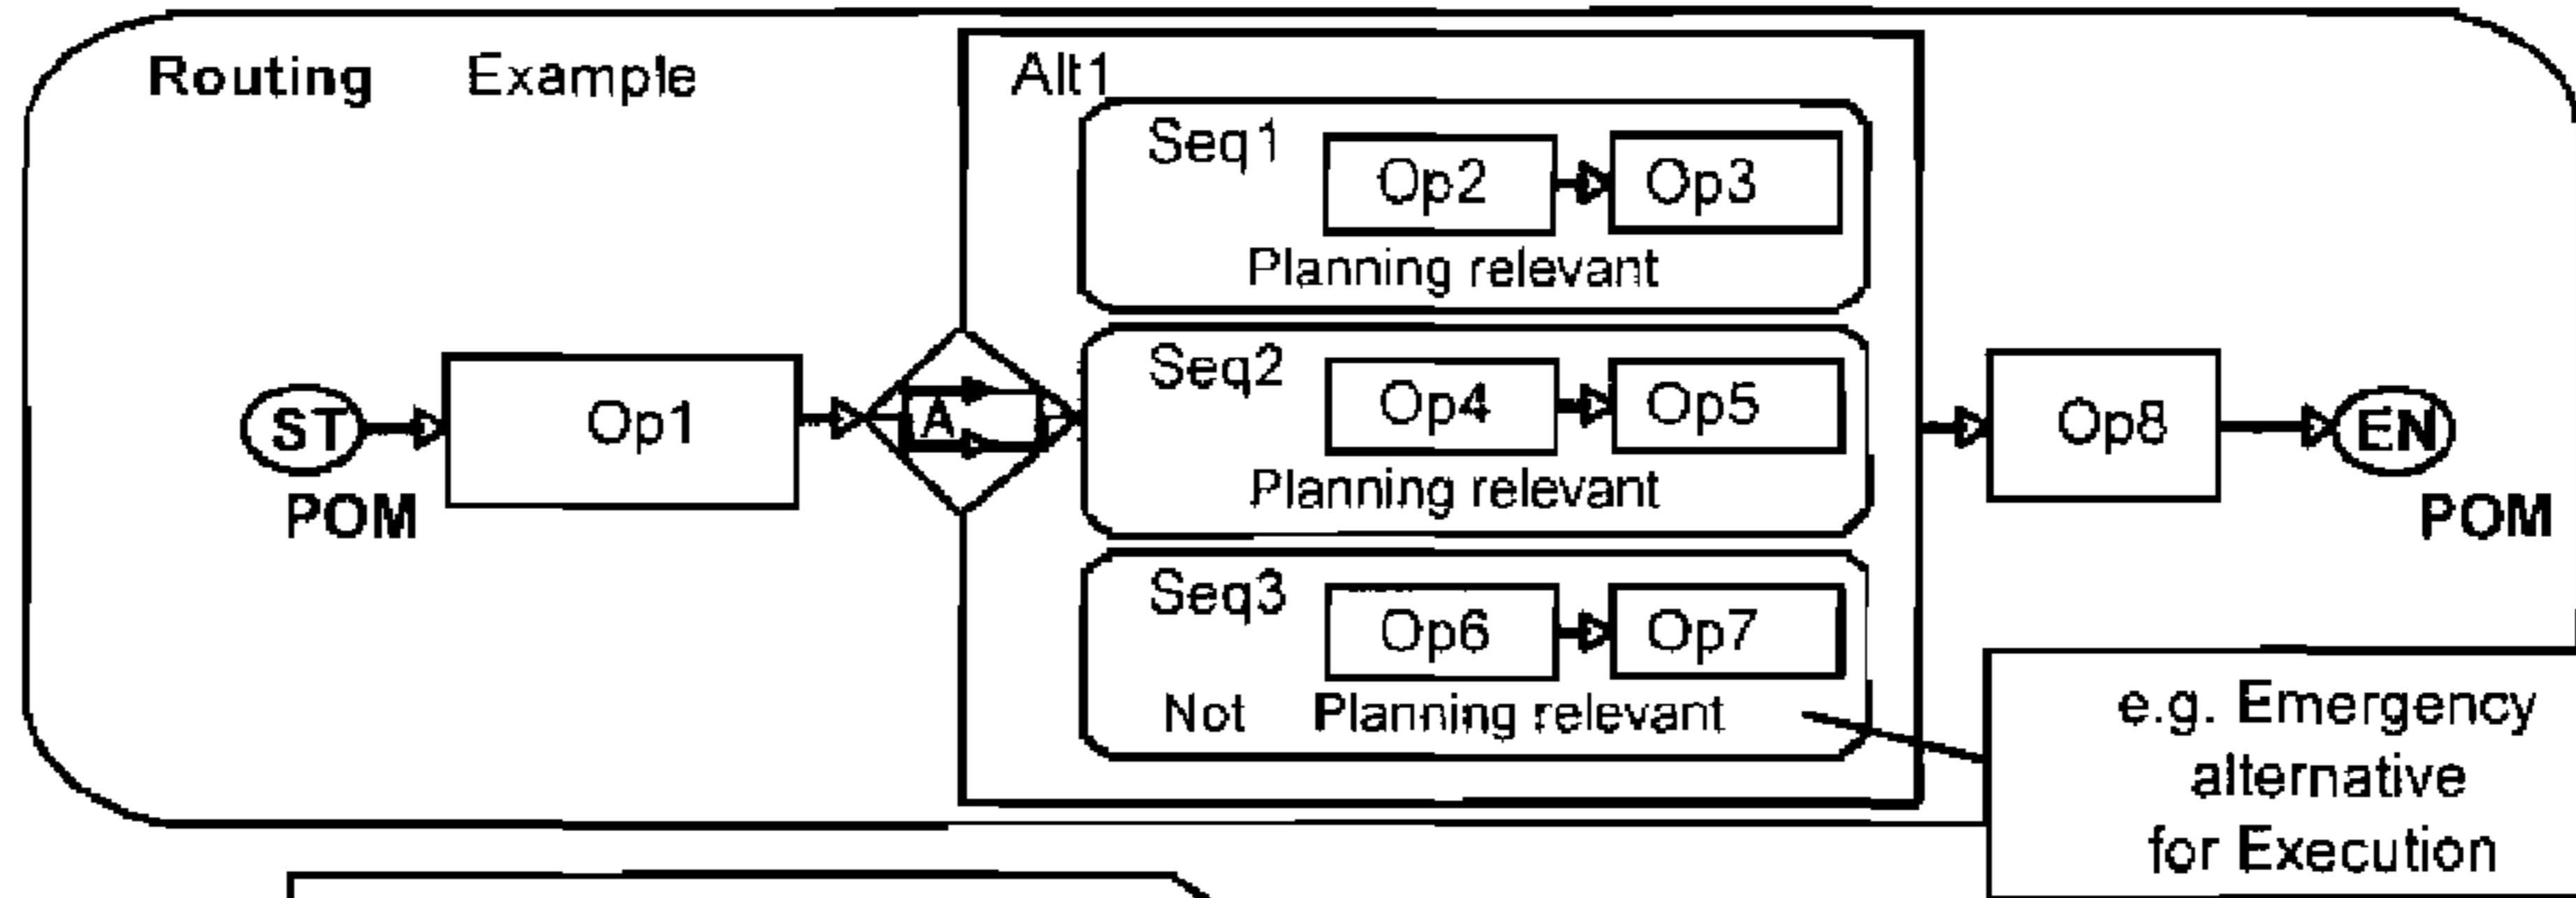 Routing Example
Alt1
Seq1
Op2
Op3
Planning relevant
ST
POM
Op1
A
Seq2
Op4
Op5
Planning relevant
Seq3
Op6
Op7
Not Planning relevant
Op8
EN
POM
e.g. Emergency
alternative
for Execution